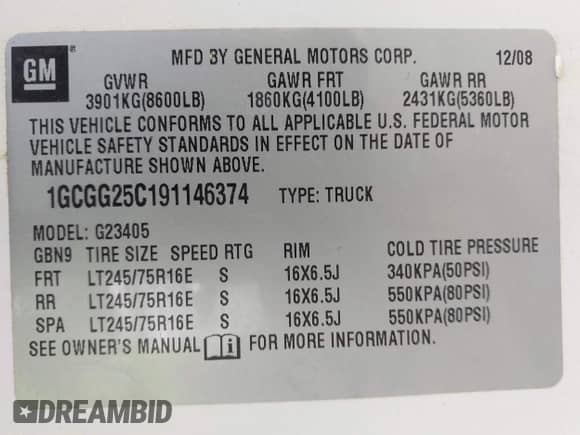 GM
®
MFD BY GENERAL MOTORS CORP. 12/08
GVWR GAWR FRT GAWR RR
3901KG(8600LB) 1860KG(4100LB) 2431KG(5360LB)
THIS VEHICLE CONFORMS TO ALL APPLICABLE U.S. FEDERAL MOTOR
VEHICLE SAFETY STANDARDS IN EFFECT ON THE DATE OF
MANUFACTURE SHOWN ABOVE.
1GCGG25C191146374 TYPE: TRUCK
MODEL: G23405
GBN9 TIRE SIZE SPEED RTG RIM COLD TIRE PRESSURE
FRT LT245/75R16E S 16X6.5J 340KPA(50PSI)
RR LT245/75R16E S 16X6.5J 550KPA(80PSI)
SPA LT245/75R16E S 16X6.5J 550KPA(80PSI)
SEE OWNER'S MANUAL i FOR MORE INFORMATION.
DREAMBID